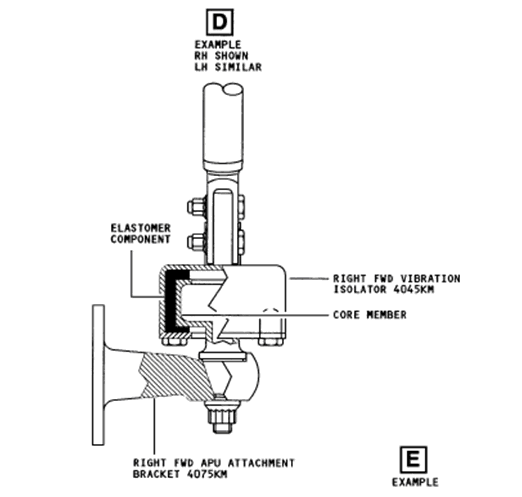 D
EXAMPLE
RH SHOWN
LH SIMILAR
ELASTOMER
COMPONENT
RIGHT FWD VIBRATION
ISOLATOR 4045KM
CORE MEMBER
RIGHT FWD APU ATTACHMENT
BRACKET 4075KM
E
EXAMPLE